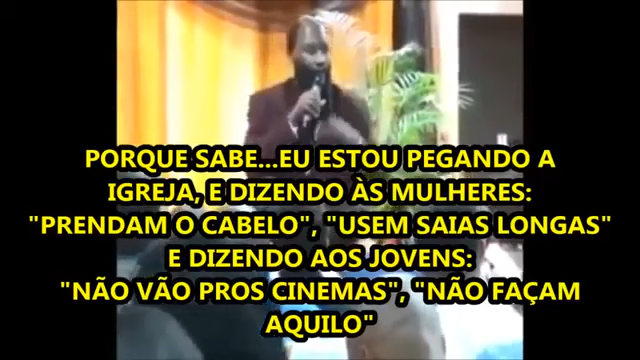 PORQUE SABE...EU ESTOU PEGANDO A
IGREJA, E DIZENDO ÀS MULHERES:
"PRENDAM O CABELO", "USEM SAIAS LONGAS"
E DIZENDO AOS JOVENS:
"NÃO VÃO PROS CINEMAS", "NÃO FAÇAM
AQUILO"